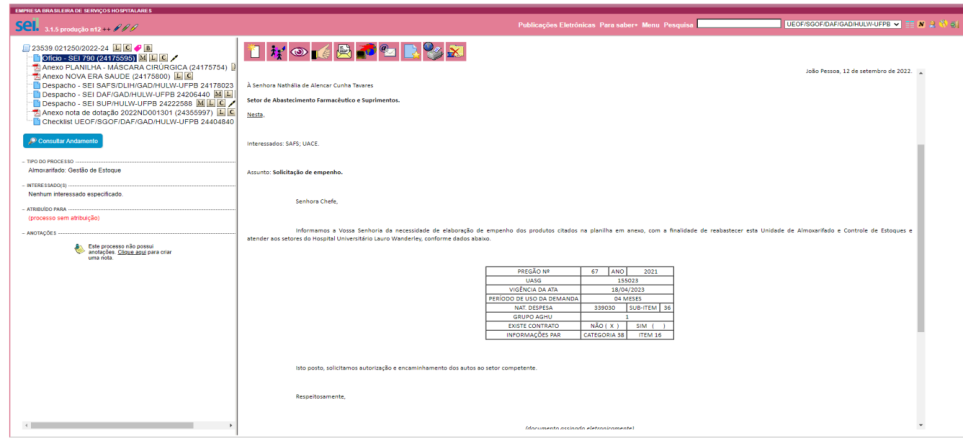 EMPRESA BRASILEIRA DE SERVIÇOS HOSPITALARES
sei. 3.1.5 produção n12 ++
Publicações Eletrônicas Para saber+ Menu Pesquisa UEOF/SGOF/DAF/GAD/HULW-UFPB
23539.021250/2022-24
Ofício - SEI 790 (24175595)
Anexo PLANILHA - MÁSCARA CIRÚRGICA (24175754)
Anexo NOVA ERA SAUDE (24175800)
Despacho - SEI SAFS/DLIH/GAD/HULW-UFPB 24178023
Despacho - SEI DAF/GAD/HULW-UFPB 24206440
Despacho - SEI SUP/HULW-UFPB 24222588
Anexo nota de dotação 2022ND001301 (24355997)
Checklist UEOF/SGOF/DAF/GAD/HULW-UFPB 24404840
Consultar Andamento
TIPO DO PROCESSO
Almoxarifado: Gestão de Estoque
INTERESSADO(S)
Nenhum interessado especificado.
ATRIBUÍDO PARA
(processo sem atribuição)
ANOTAÇÕES
Este processo não possui
anotações. Clique aqui para criar
uma nota.
João Pessoa, 12 de setembro de 2022.
À Senhora Nathália de Alencar Cunha Tavares
Setor de Abastecimento Farmacêutico e Suprimentos.
Nesta.
Interessados: SAFS; UACE.
Assunto: Solicitação de empenho.
Senhora Chefe,
Informamos a Vossa Senhoria da necessidade de elaboração de empenho dos produtos citados na planilha em anexo, com a finalidade de reabastecer esta Unidade de Almoxarifado e Controle de Estoques e
atender aos setores do Hospital Universitário Lauro Wanderley, conforme dados abaixo.
PREGÃO Nº 67 ANO 2021
UASG 155023
VIGÊNCIA DA ATA 18/04/2023
PERÍODO DE USO DA DEMANDA 04 MESES
NAT. DESPESA 339030 SUB-ITEM 36
GRUPO AGHU 1
EXISTE CONTRATO NÃO ( X ) SIM ( )
INFORMAÇÕES PAR CATEGORIA 38 ITEM 16
Isto posto, solicitamos autorização e encaminhamento dos autos ao setor competente.
Respeitosamente,
(documento assinado eletronicamente)